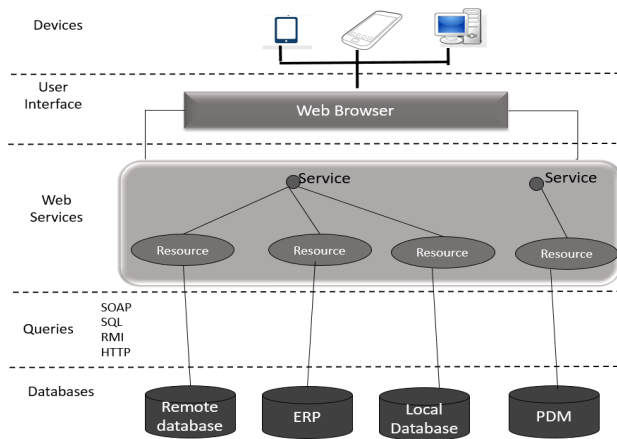 Devices
User
Interface
Web Browser
Web
Services
Service
Service
Resource
Resource
Resource
Resource
Queries
SOAP
SQL
RMI
HTTP
Databases
Remote
database
ERP
Local
Database
PDM